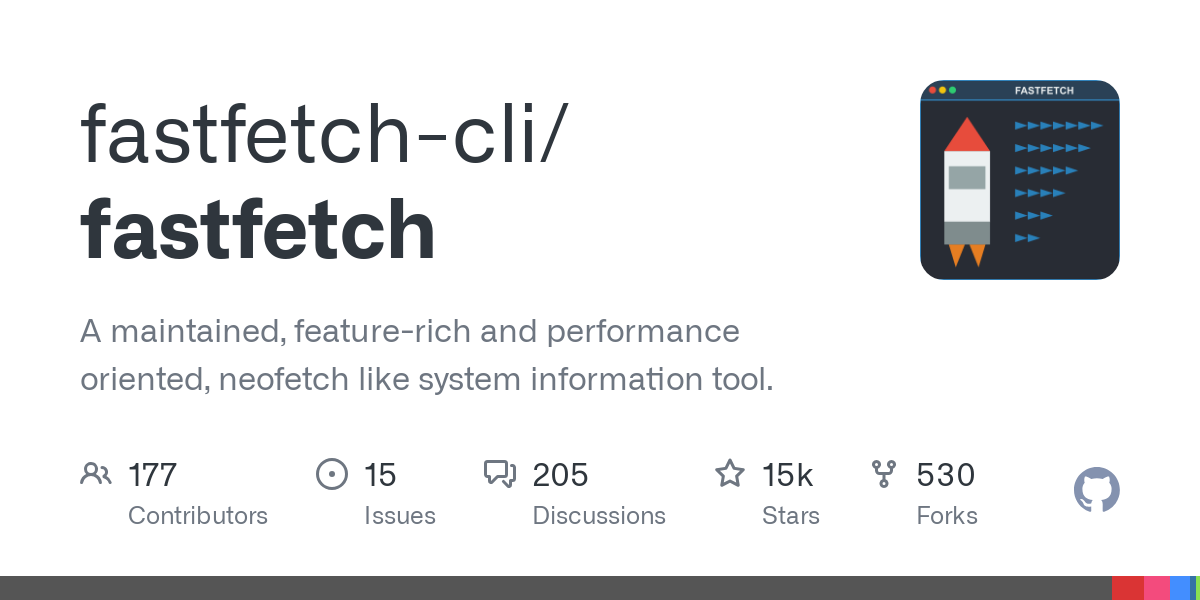 fastfetch-cli/
fastfetch
FASTFETCH
A maintained, feature-rich and performance
oriented, neofetch like system information tool.
177
Contributors
15
Issues
205
Discussions
15k
Stars
530
Forks